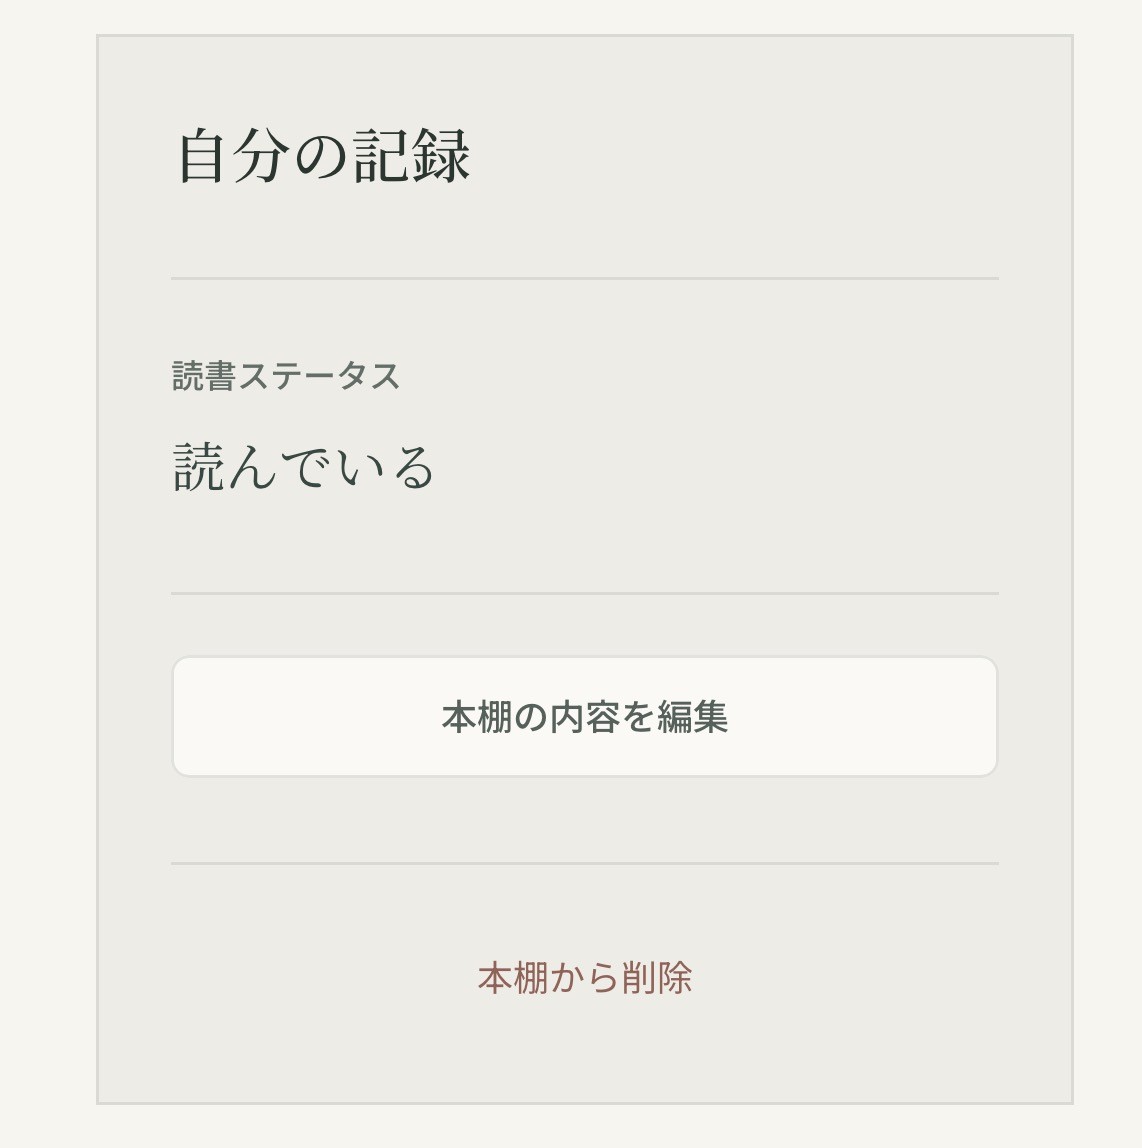 自分の記録
読書ステータス
読んでいる
本棚の内容を編集
本棚から削除